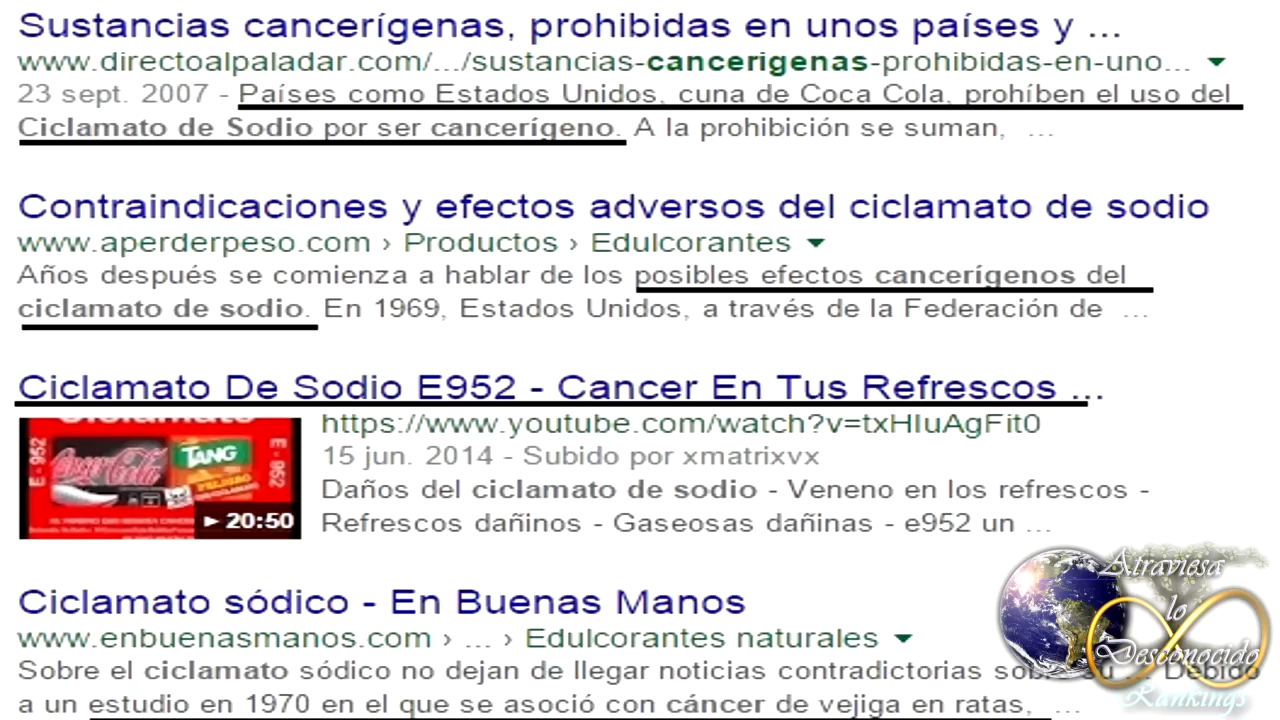 Sustancias cancerígenas, prohibidas en unos países y ...
www.directoalpaladar.com/.../sustancias-cancerigenas-prohibidas-en-uno...
23 sept. 2007 - Países como Estados Unidos, cuna de Coca Cola, prohíben el uso del
Ciclamato de Sodio por ser cancerígeno. A la prohibición se suman, ...
Contraindicaciones y efectos adversos del ciclamato de sodio
www.aperderpeso.com › Productos › Edulcorantes
Años después se comienza a hablar de los posibles efectos cancerígenos del
ciclamato de sodio. En 1969, Estados Unidos, a través de la Federación de ...
Ciclamato De Sodio E952 - Cancer En Tus Refrescos ...
Ciclamato
E-952
TANG
PELIGRO
E-952
20:50
https://www.youtube.com/watch?v=txHIuAgFit0
15 jun. 2014 - Subido por xmatrixvx
Daños del ciclamato de sodio - Veneno en los refrescos -
Refrescos dañinos - Gaseosas dañinas - e952 un ...
Ciclamato sódico - En Buenas Manos
www.enbuenasmanos.com › ... › Edulcorantes naturales
Sobre el ciclamato sódico no dejan de llegar noticias contradictorias ... Debido
a un estudio en 1970 en el que se asoció con cáncer de vejiga en ratas, ...
Atraviesa
lo
Desconocido
Rankings